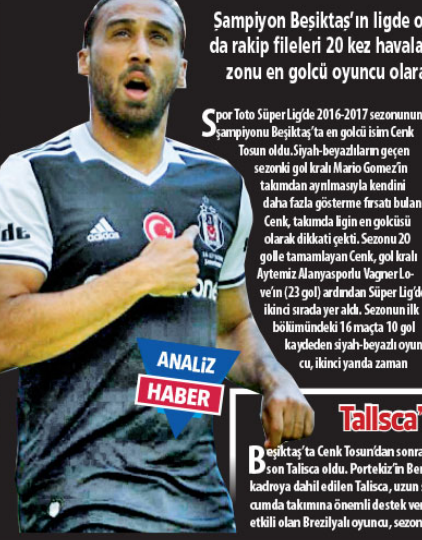 Şampiyon Beşiktaş'ın ligde o
da rakip fileleri 20 kez havala
zonu en golcü oyuncu olara
Spor Toto Süper Lig'de 2016-2017 sezonunun
şampiyonu Beşiktaş'ta en golcü isim Cenk
Tosun oldu.Siyah-beyazlıların geçen
sezonki gol kralı Mario Gomez'in
takımdan ayrılmasıyla kendini
daha fazla gösterme fırsatı bulan
Cenk, takımda ligin en golcüsü
olarak dikkati çekti. Sezonu 20
golle tamamlayan Cenk, gol kralı
Aytemiz Alanyasporlu Vagner Lo-
ve'ın (23 gol) ardından Süper Lig'de
ikinci sırada yer aldı. Sezonun ilk
bölümündeki 16 maçta 10 gol
kaydeden siyah-beyazlı oyun
cu, ikinci yarıda zaman
adidas
ANALİZ
HABER
Talisca'
Beşiktaş'ta Cenk Tosun'dan sonra
son Talisca oldu. Portekiz'in Ben
kadroya dahil edilen Talisca, uzun
cumda takımına önemli destek ver
etkili olan Brezilyalı oyuncu, sezon